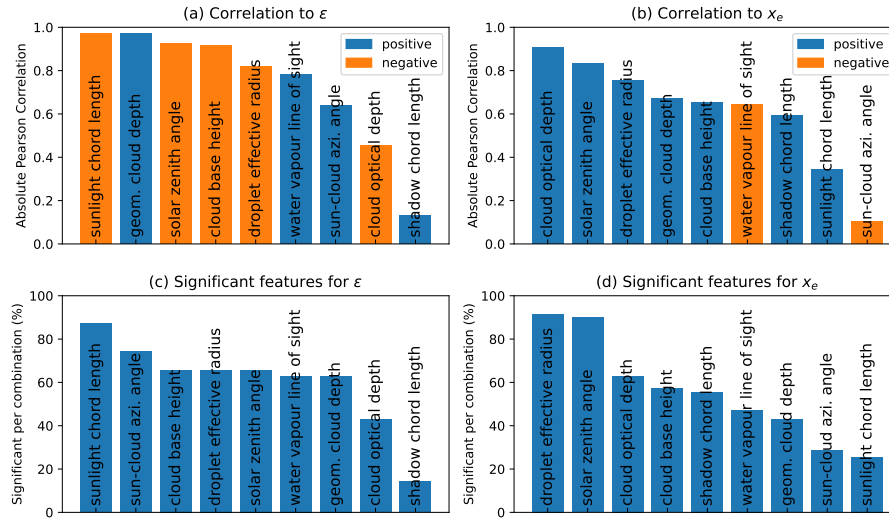 (a) Correlation to ε
Absolute Pearson Correlation
1.0
0.8
0.6
0.4
0.2
0.0
positive
negative
sunlight chord length
geom. cloud depth
solar zenith angle
cloud base height
droplet effective radius
water vapour line of sight
sun-cloud azi. angle
cloud optical depth
shadow chord length
(b) Correlation to xₑ
Absolute Pearson Correlation
1.0
0.8
0.6
0.4
0.2
0.0
positive
negative
cloud optical depth
solar zenith angle
droplet effective radius
geom. cloud depth
cloud base height
water vapour line of sight
shadow chord length
sunlight chord length
sun-cloud azi. angle
(c) Significant features for ε
Significant per combination (%)
100
80
60
40
20
0
sunlight chord length
sun-cloud azi. angle
cloud base height
droplet effective radius
solar zenith angle
water vapour line of sight
geom. cloud depth
cloud optical depth
shadow chord length
(d) Significant features for xₑ
Significant per combination (%)
100
80
60
40
20
0
droplet effective radius
solar zenith angle
cloud optical depth
cloud base height
shadow chord length
water vapour line of sight
geom. cloud depth
sun-cloud azi. angle
sunlight chord length